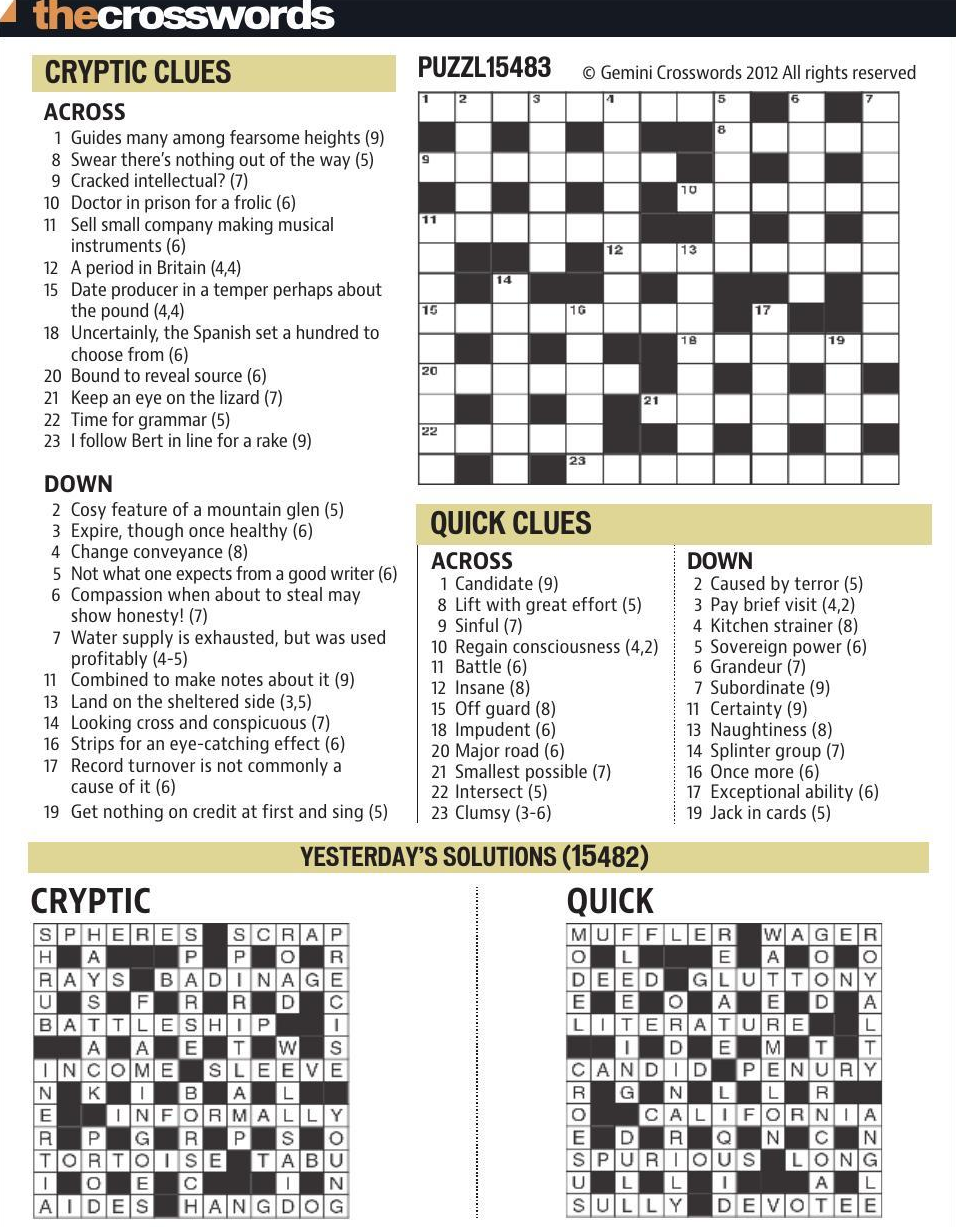 thecrosswords
CRYPTIC CLUES
ACROSS
1 Guides many among fearsome heights (9)
8 Swear there's nothing out of the way (5)
9 Cracked intellectual? (7)
10 Doctor in prison for a frolic (6)
11 Sell small company making musical
instruments (6)
12 A period in Britain (4,4)
15 Date producer in a temper perhaps about
the pound (4,4)
18 Uncertainly, the Spanish set a hundred to
choose from (6)
20 Bound to reveal source (6)
21 Keep an eye on the lizard (7)
22 Time for grammar (5)
23 I follow Bert in line for a rake (9)
DOWN
2 Cosy feature of a mountain glen (5)
3 Expire, though once healthy (6)
4 Change conveyance (8)
5 Not what one expects from a good writer (6)
6 Compassion when about to steal may
show honesty! (7)
7 Water supply is exhausted, but was used
profitably (4-5)
11 Combined to make notes about it (9)
13 Land on the sheltered side (3,5)
14 Looking cross and conspicuous (7)
16 Strips for an eye-catching effect (6)
17 Record turnover is not commonly a
cause of it (6)
19 Get nothing on credit at first and sing (5)
PUZZL15483 © Gemini Crosswords 2012 All rights reserved
1 2 3 4 5 6 7
8
9
10
11
12 13
14
15 16 17
18 19
20
21
22
23
QUICK CLUES
ACROSS
1 Candidate (9)
8 Lift with great effort (5)
9 Sinful (7)
10 Regain consciousness (4,2)
11 Battle (6)
12 Insane (8)
15 Off guard (8)
18 Impudent (6)
20 Major road (6)
21 Smallest possible (7)
22 Intersect (5)
23 Clumsy (3-6)
DOWN
2 Caused by terror (5)
3 Pay brief visit (4,2)
4 Kitchen strainer (8)
5 Sovereign power (6)
6 Grandeur (7)
7 Subordinate (9)
11 Certainty (9)
13 Naughtiness (8)
14 Splinter group (7)
16 Once more (6)
17 Exceptional ability (6)
19 Jack in cards (5)
YESTERDAY'S SOLUTIONS (15482)
CRYPTIC
SPHERES SCRAP
H A P P O R
RAYS BADINAGE
U S F R R D C
BATTLESHIP I
A A E T W S
INCOME SLEEVE
N K I B A L
E INFORMALLY
R P G R P S O
TORTOISE TABU
I O E C I N
AIDES HANGDOG
QUICK
MUFFLER WAGER
O L E A O O
DEED GLUTTONY
E E O A E D A
LITERATURE L
I D E M T T
CANDID PENURY
R G N L L R
O CALIFORNIA
E D R Q N C N
SPURIOUS LONG
U L L I A L
SULLY DEVOTEE